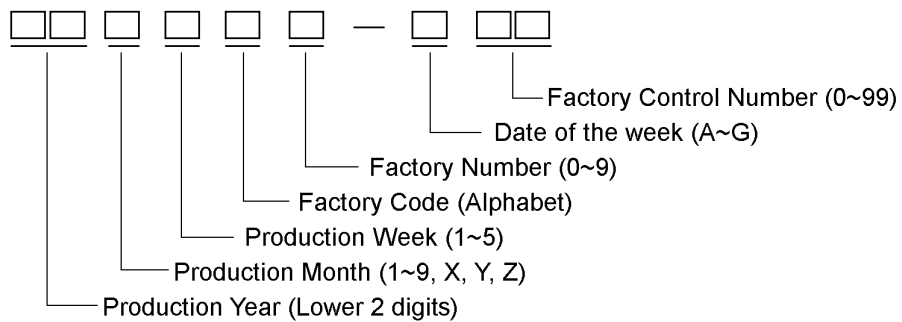 Factory Control Number (0~99)
Date of the week (A~G)
Factory Number (0~9)
Factory Code (Alphabet)
Production Week (1~5)
Production Month (1~9, X, Y, Z)
Production Year (Lower 2 digits)